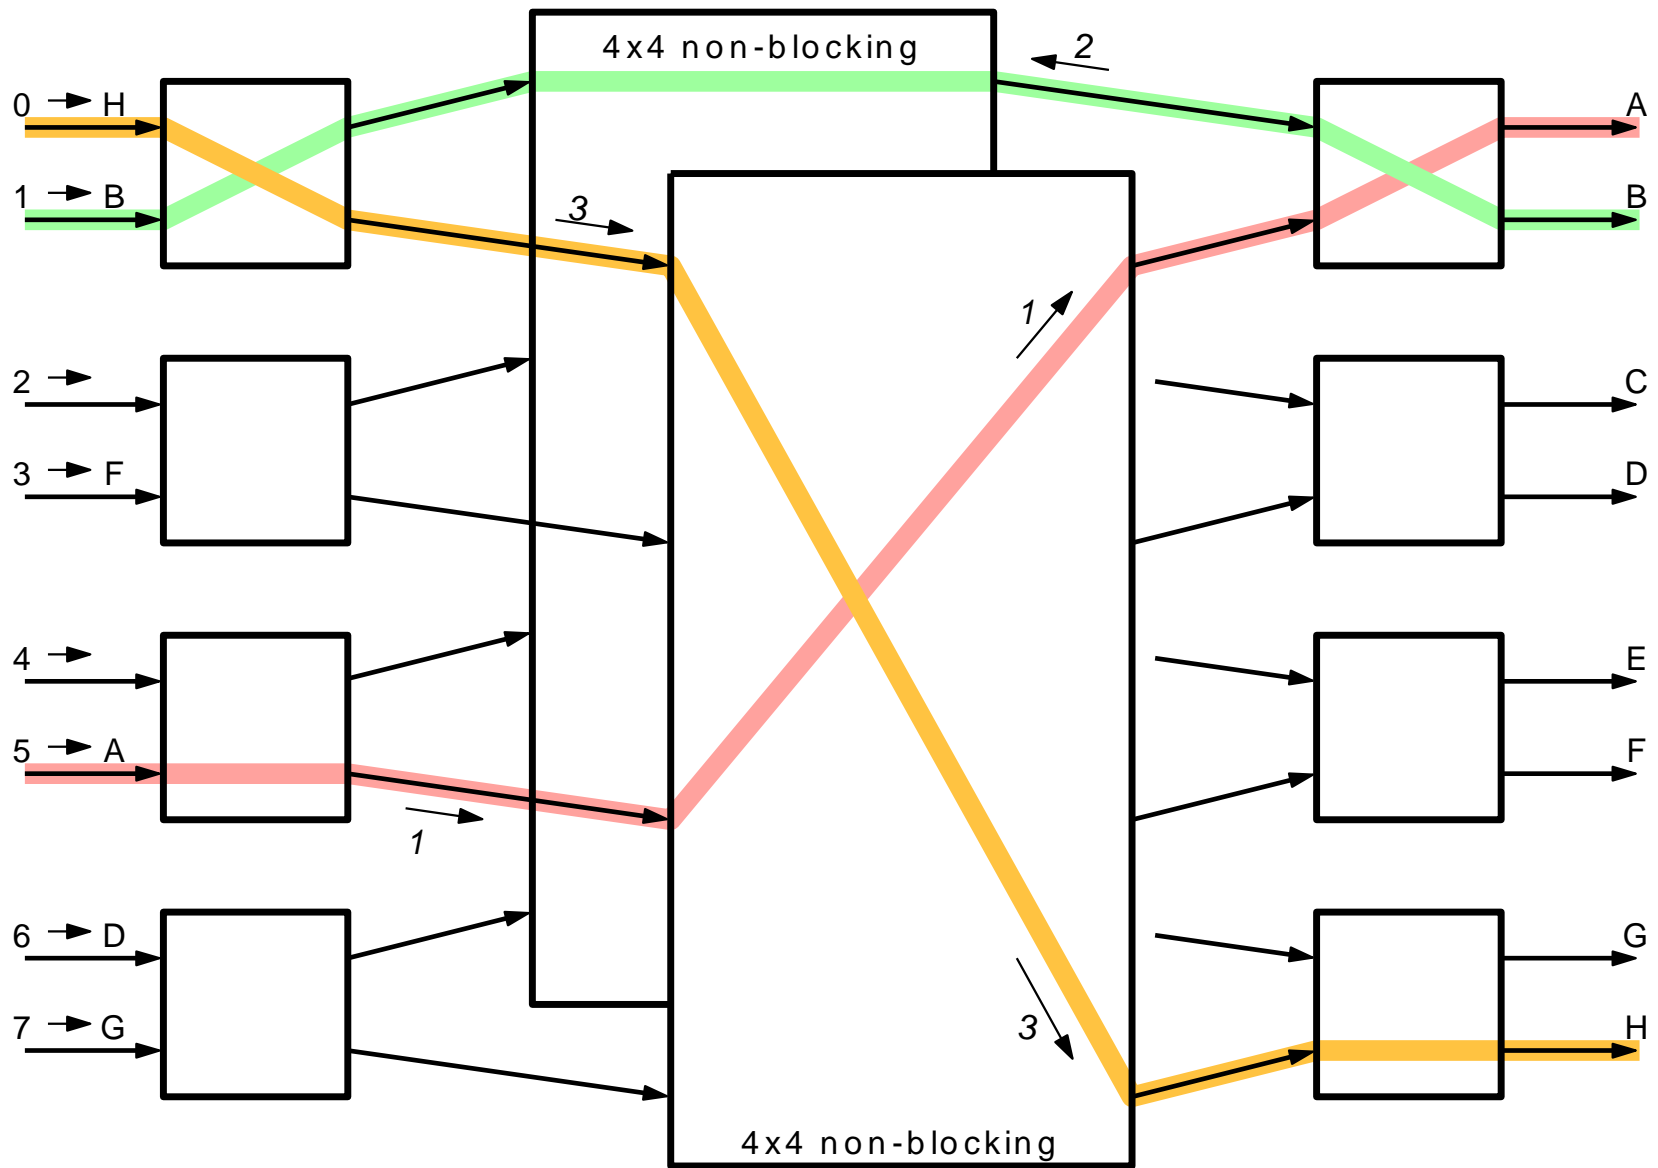 4x4 non-blocking
2
0 → H
A
1 → B
B
3
1
2 →
C
3 → F
D
4 →
E
5 → A
F
1
6 → D
G
7 → G
3
H
4x4 non-blocking